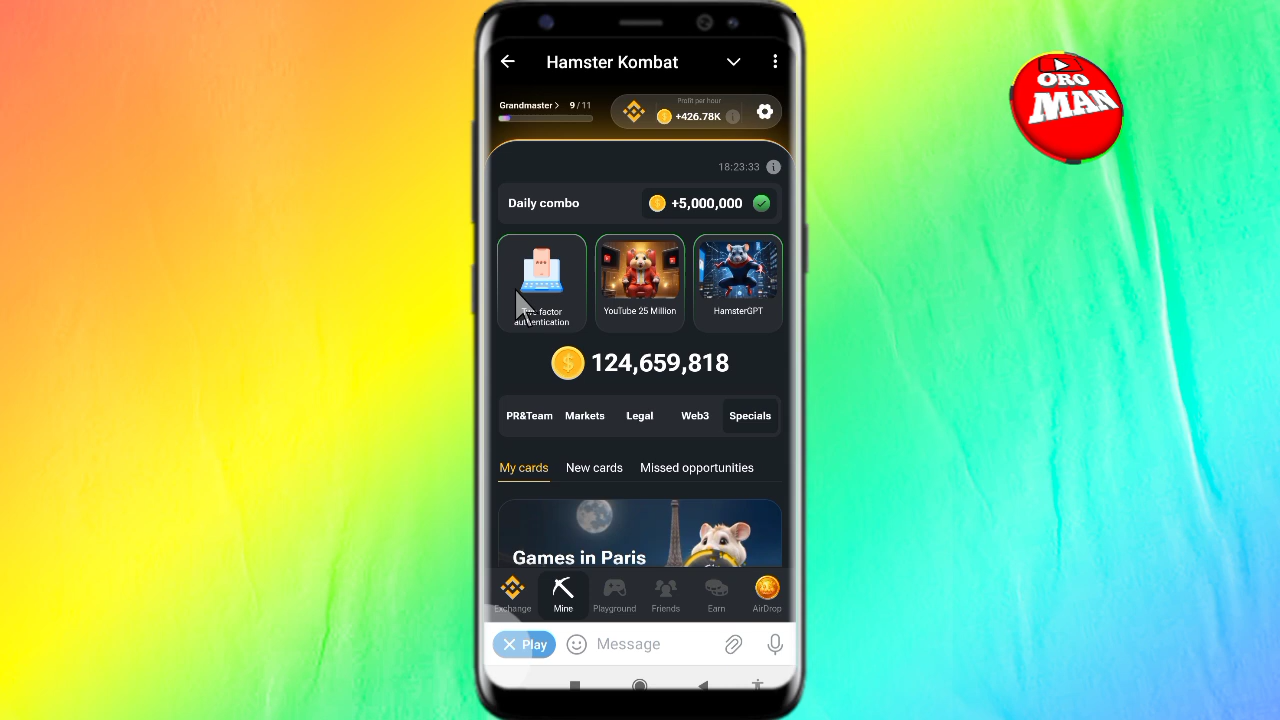 Hamster Kombat
ORO
MAN
Grandmaster > 9 / 11
Profit per hour
+426.78K
18:23:33
Daily combo
+5,000,000
factor
authentication
YouTube 25 Million
HamsterGPT
124,659,818
PR&Team Markets Legal Web3 Specials
My cards New cards Missed opportunities
Games in Paris
Exchange Mine Playground Friends Earn AirDrop
Play Message